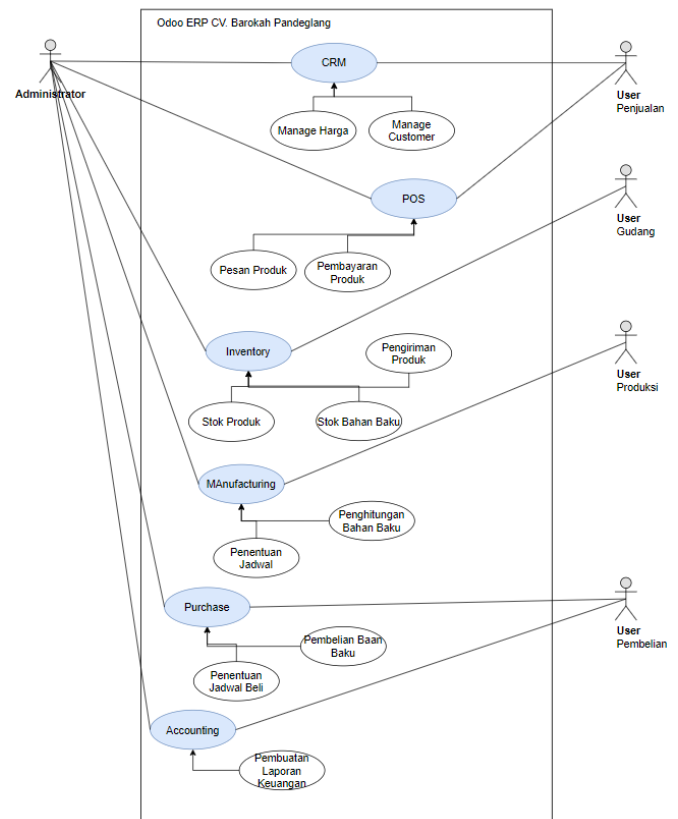 Odoo ERP CV. Barokah Pandeglang
Administrator
CRM
User
Penjualan
Manage Harga
Manage
Customer
POS
User
Gudang
Pesan Produk
Pembayaran
Produk
Inventory
Pengiriman
Produk
User
Produksi
Stok Produk
Stok Bahan Baku
MAnufacturing
Penghitungan
Bahan Baku
Penentuan
Jadwal
Purchase
User
Pembelian
Pembelian Baan
Baku
Penentuan
Jadwal Beli
Accounting
Pembuatan
Laporan
Keuangan